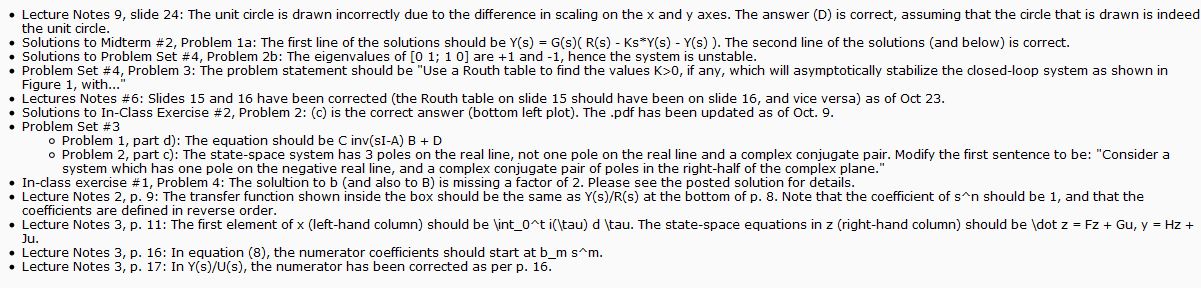 • Lecture Notes 9, slide 24: The unit circle is drawn incorrectly due to the difference in scaling on the x and y axes. The answer (D) is correct, assuming that the circle that is drawn is indeed
the unit circle.
• Solutions to Midterm #2, Problem 1a: The first line of the solutions should be Y(s) = G(s)( R(s) - Ks*Y(s) - Y(s) ). The second line of the solutions (and below) is correct.
• Solutions to Problem Set #4, Problem 2b: The eigenvalues of [0 1; 1 0] are +1 and -1, hence the system is unstable.
• Problem Set #4, Problem 3: The problem statement should be "Use a Routh table to find the values K>0, if any, which will asymptotically stabilize the closed-loop system as shown in
Figure 1, with..."
• Lectures Notes #6: Slides 15 and 16 have been corrected (the Routh table on slide 15 should have been on slide 16, and vice versa) as of Oct 23.
• Solutions to In-Class Exercise #2, Problem 2: (c) is the correct answer (bottom left plot). The .pdf has been updated as of Oct. 9.
• Problem Set #3
o Problem 1, part d): The equation should be C inv(sI-A) B + D
o Problem 2, part c): The state-space system has 3 poles on the real line, not one pole on the real line and a complex conjugate pair. Modify the first sentence to be: "Consider a
system which has one pole on the negative real line, and a complex conjugate pair of poles in the right-half of the complex plane."
• In-class exercise #1, Problem 4: The solultion to b (and also to B) is missing a factor of 2. Please see the posted solution for details.
• Lecture Notes 2, p. 9: The transfer function shown inside the box should be the same as Y(s)/R(s) at the bottom of p. 8. Note that the coefficient of s^n should be 1, and that the
coefficients are defined in reverse order.
• Lecture Notes 3, p. 11: The first element of x (left-hand column) should be \int_0^t i(\tau) d \tau. The state-space equations in z (right-hand column) should be \dot z = Fz + Gu, y = Hz +
Ju.
• Lecture Notes 3, p. 16: In equation (8), the numerator coefficients should start at b_m s^m.
• Lecture Notes 3, p. 17: In Y(s)/U(s), the numerator has been corrected as per p. 16.